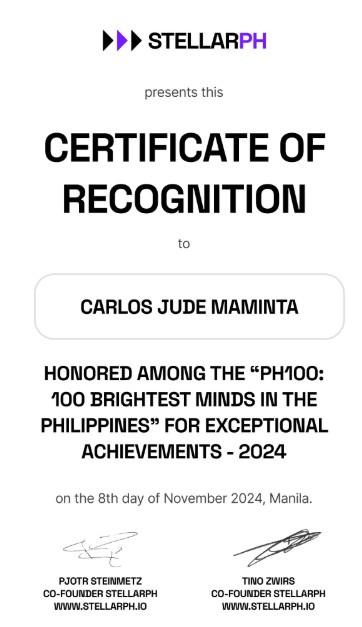 STELLARPH
presents this
CERTIFICATE OF
RECOGNITION
to
CARLOS JUDE MAMINTA
HONORED AMONG THE “PH100:
100 BRIGHTEST MINDS IN THE
PHILIPPINES” FOR EXCEPTIONAL
ACHIEVEMENTS - 2024
on the 8th day of November 2024, Manila.
PJOTR STEINMETZ
CO-FOUNDER STELLARPH
WWW.STELLARPH.IO
TINO ZWIRS
CO-FOUNDER STELLARPH
WWW.STELLARPH.IO